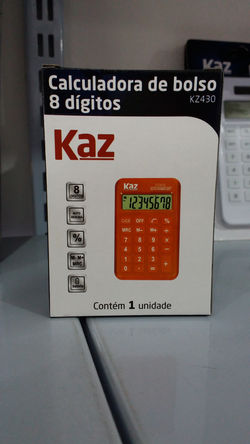 Calculadora de bolso
8 dígitos
KZ430
Kaz
8
%
Kaz
12345678
OFF
%
MRC M- M+ ÷
7 8 9 ×
4 5 6 -
1 2 3
0 . =
+
Contém 1 unidade